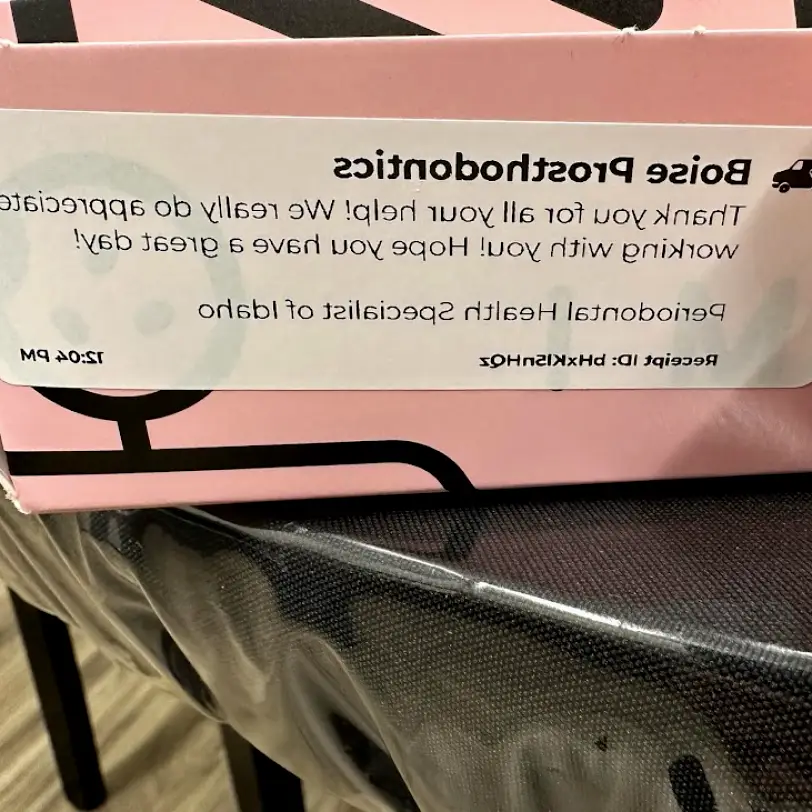 Boise Prosthodontics
Thank you for all your help! We really do appreciate
working with you! Hope you have a great day!
Periodontal Health Specialist of Idaho
Receipt ID: bHxKlSnHQz
12:04 PM